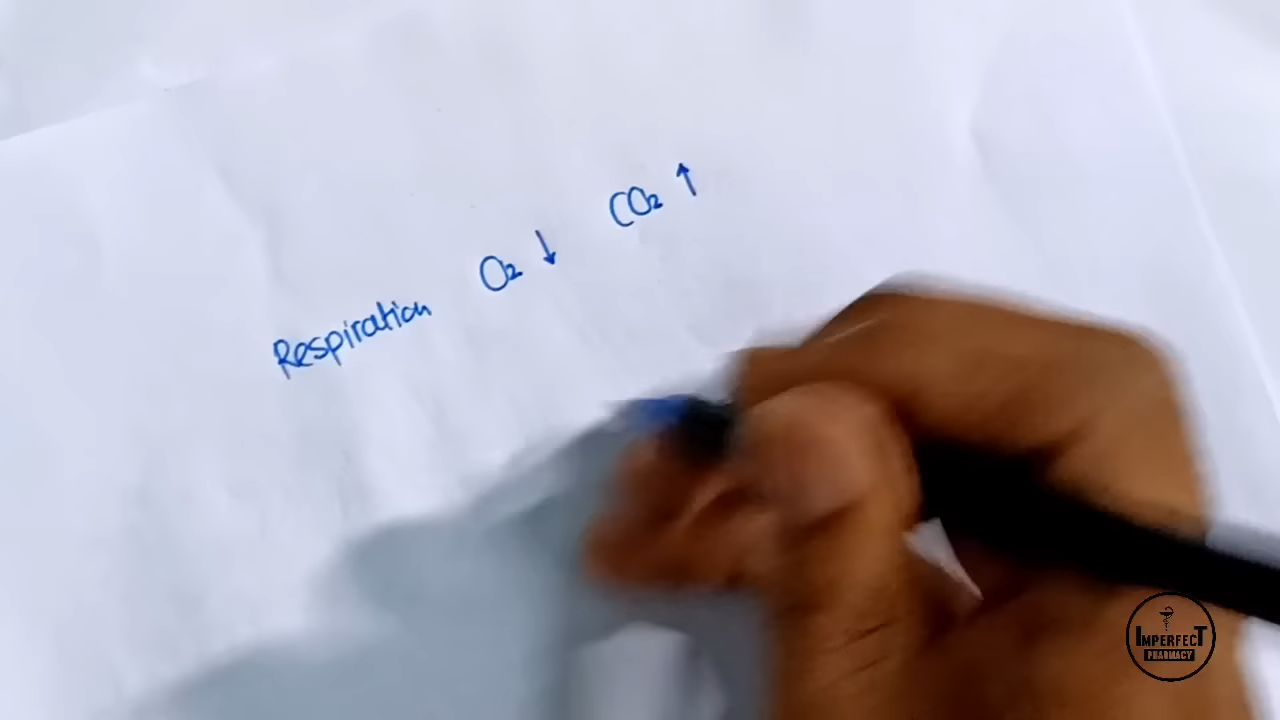 Respiration O₂ ↓ CO₂ ↑
IMPERFECT
PHARMACY